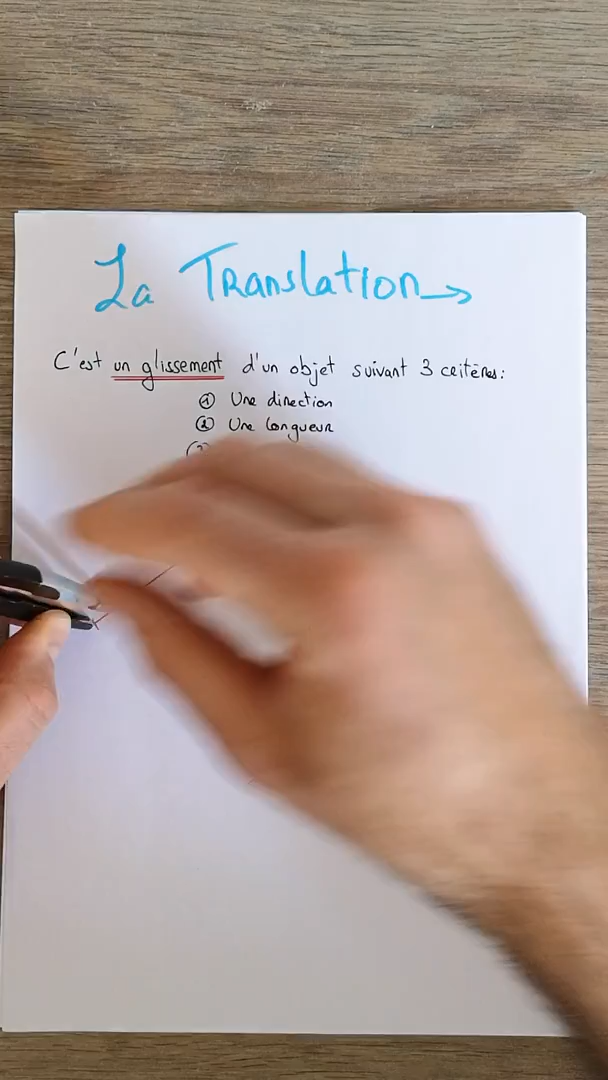 La Translation
C'est un glissement d'un objet suivant 3 critères:
① Une direction
② Une longueur